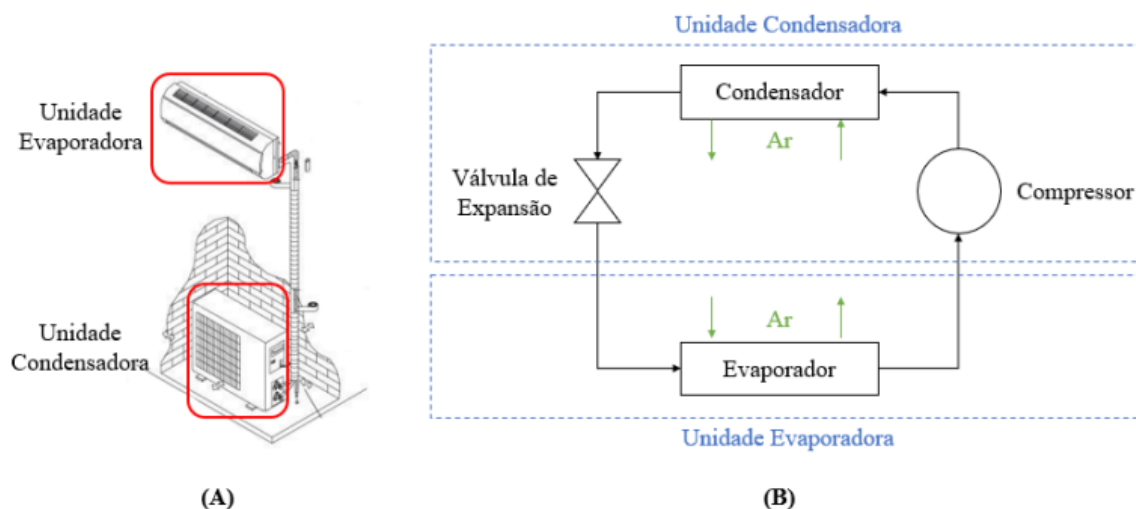 Unidade
Evaporadora
Unidade
Condensadora
(A)
Unidade Condensadora
Condensador
Ar
Válvula de
Expansão
Compressor
Ar
Evaporador
Unidade Evaporadora
(B)